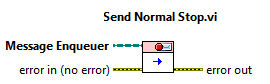 Send Normal Stop.vi
Message Enqueuer
error in (no error) error out